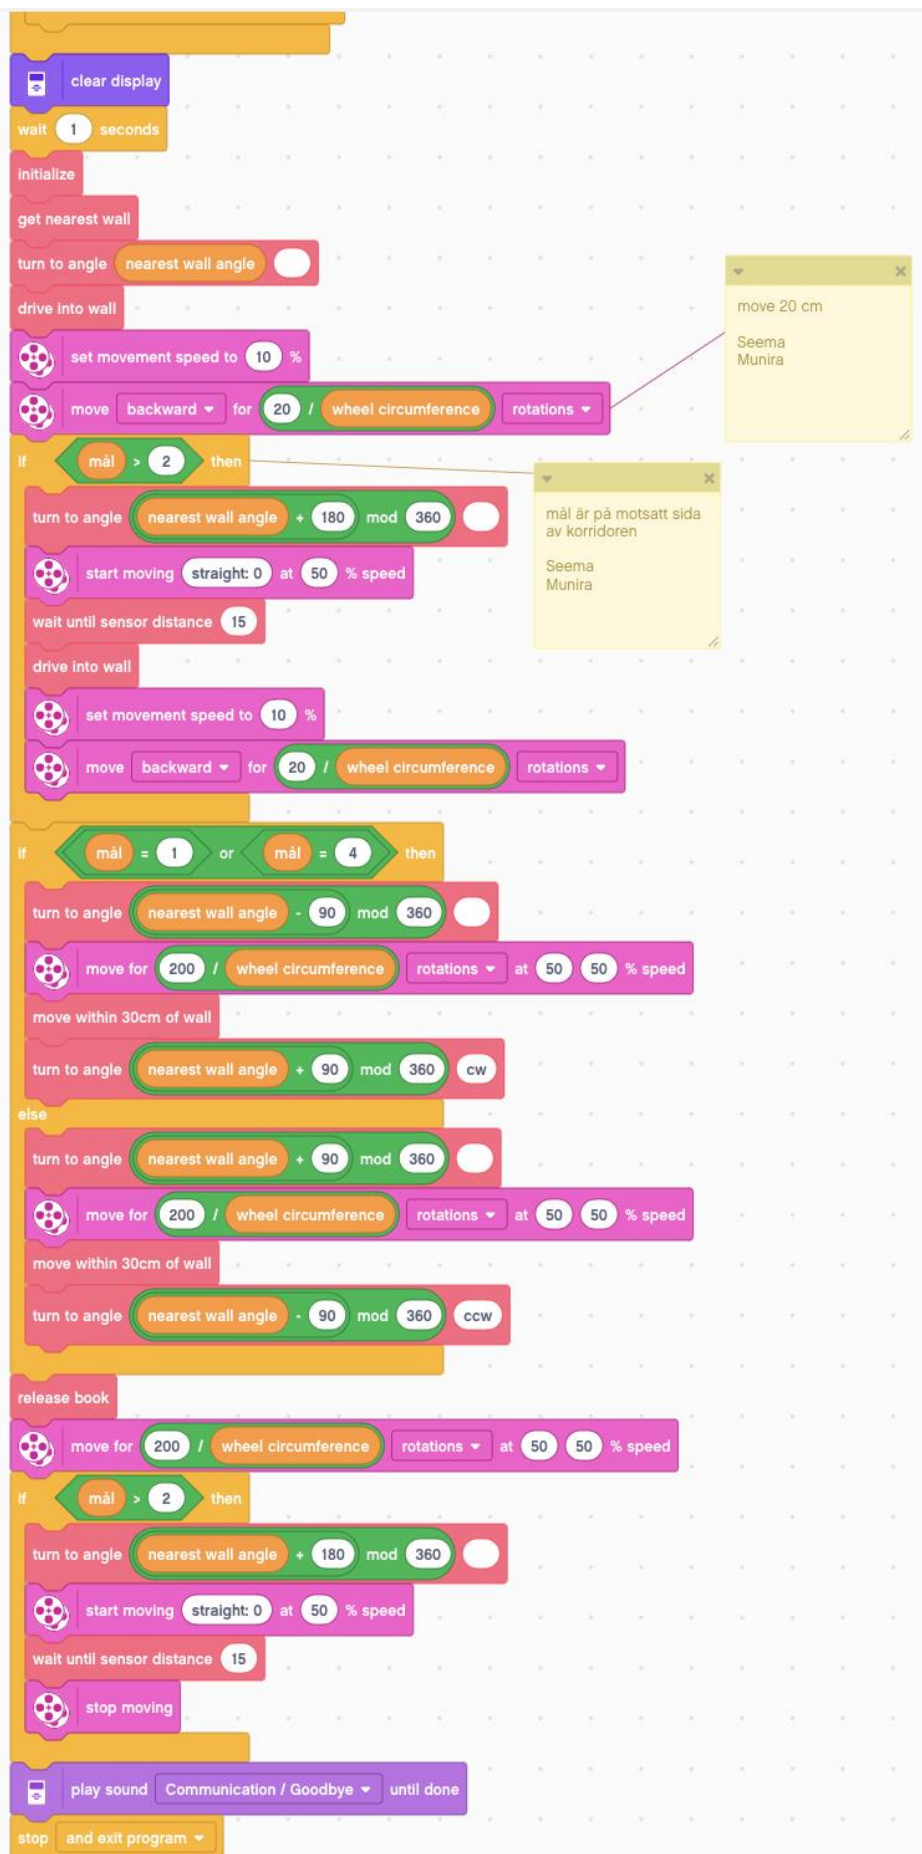 clear display
wait 1 seconds
initialize
get nearest wall
turn to angle nearest wall angle
drive into wall
set movement speed to 10 %
move backward for 20 / wheel circumference rotations
move 20 cm
Seema
Munira
if mål > 2 then
mål är på motsatt sida
av korridoren
Seema
Munira
turn to angle nearest wall angle + 180 mod 360
start moving straight: 0 at 50 % speed
wait until sensor distance 15
drive into wall
set movement speed to 10 %
move backward for 20 / wheel circumference rotations
if mål = 1 or mål = 4 then
turn to angle nearest wall angle - 90 mod 360
move for 200 / wheel circumference rotations at 50 50 % speed
move within 30cm of wall
turn to angle nearest wall angle + 90 mod 360 cw
else
turn to angle nearest wall angle + 90 mod 360
move for 200 / wheel circumference rotations at 50 50 % speed
move within 30cm of wall
turn to angle nearest wall angle - 90 mod 360 ccw
release book
move for 200 / wheel circumference rotations at 50 50 % speed
if mål > 2 then
turn to angle nearest wall angle + 180 mod 360
start moving straight: 0 at 50 % speed
wait until sensor distance 15
stop moving
play sound Communication / Goodbye until done
stop and exit program